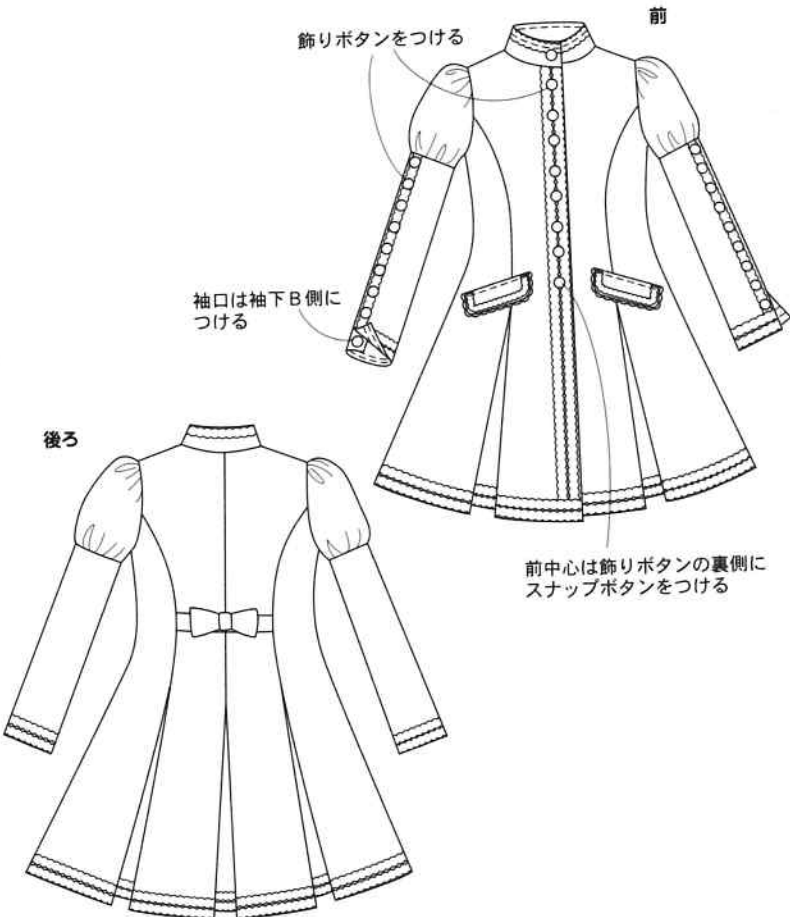 前
飾りボタンをつける
袖口は袖下B側に
つける
後ろ
前中心は飾りボタンの裏側に
スナップボタンをつける